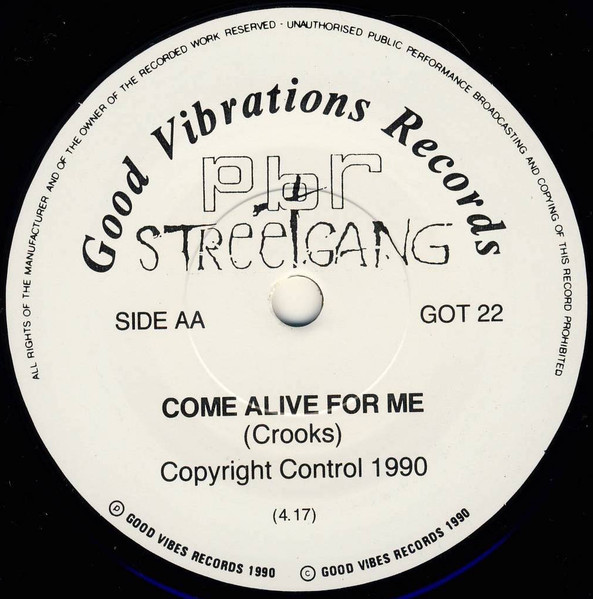 ALL RIGHTS OF THE MANUFACTURER AND OF THE OWNER OF THE RECORDED WORK RESERVED - UNAUTHORISED PUBLIC PERFORMANCE BROADCASTING AND COPYING OF THIS RECORD PROHIBITED
Good Vibrations Records
pbr
STREETGANG
SIDE AA
GOT 22
COME ALIVE FOR ME
(Crooks)
Copyright Control 1990
(4.17)
Ⓟ GOOD VIBES RECORDS 1990
© GOOD VIBES RECORDS 1990